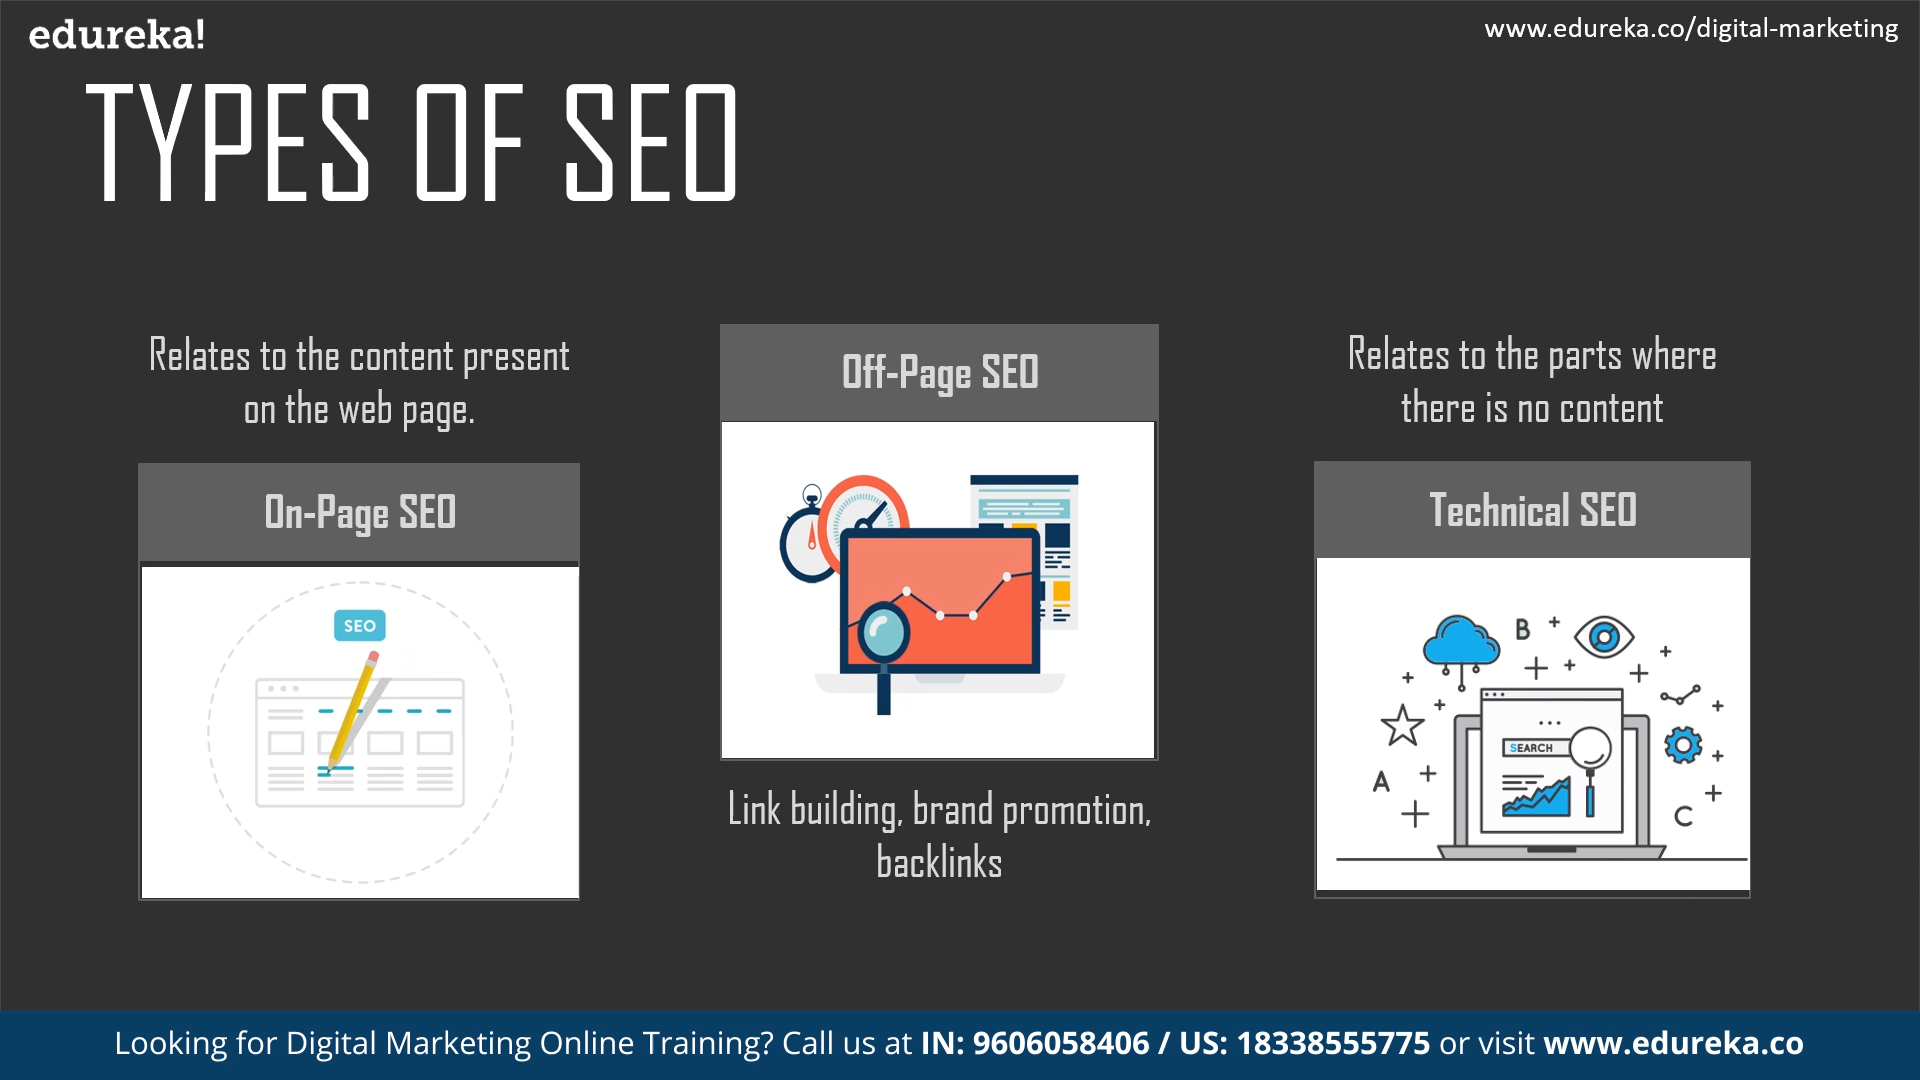 edureka!
www.edureka.co/digital-marketing
TYPES OF SEO
Relates to the content present
on the web page.
On-Page SEO
SEO
Off-Page SEO
Link building, brand promotion,
backlinks
Relates to the parts where
there is no content
Technical SEO
B
A
C
SEARCH
Looking for Digital Marketing Online Training? Call us at IN: 9606058406 / US: 18338555775 or visit www.edureka.co